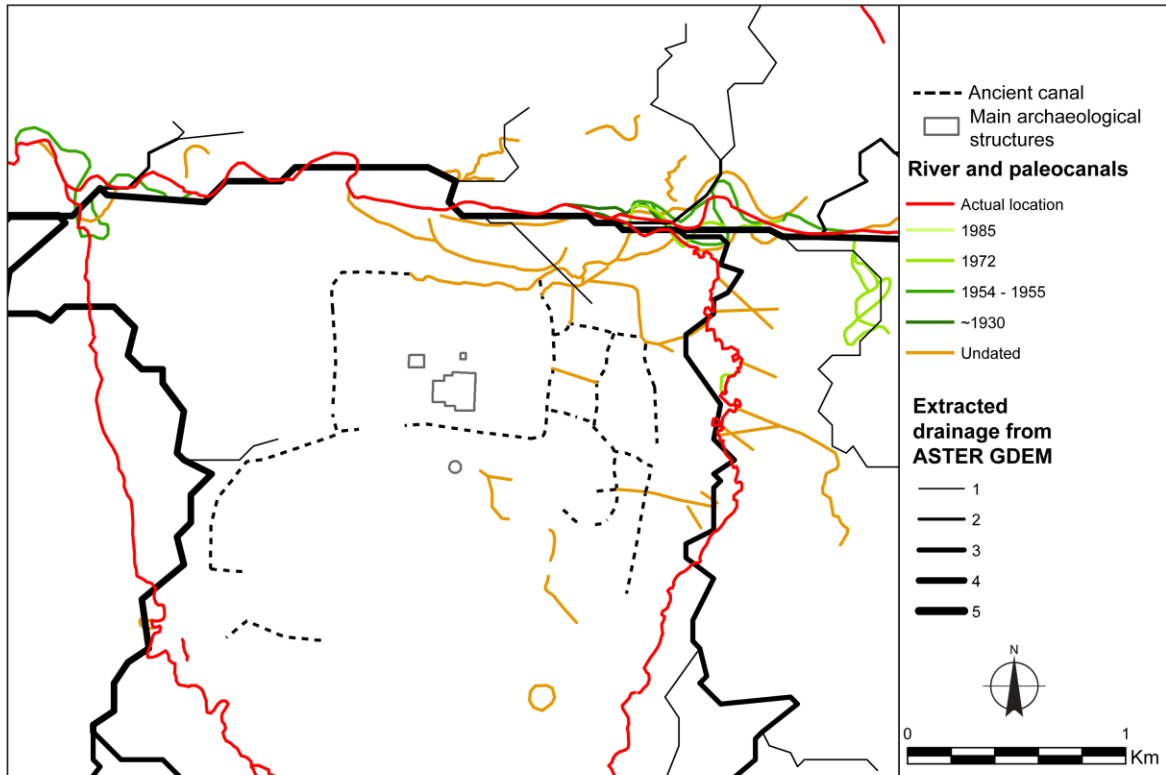 Ancient canal
Main archaeological
structures
River and paleocanals
Actual location
1985
1972
1954 - 1955
~1930
Undated
Extracted
drainage from
ASTER GDEM
1
2
3
4
5
N
0 1
Km